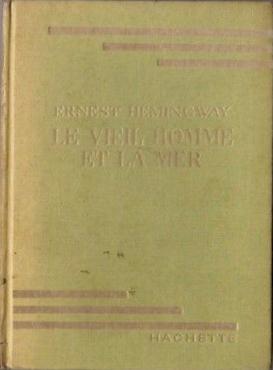 ERNEST HEMINGWAY
LE VIEIL HOMME
ET LA MER
HACHETTE